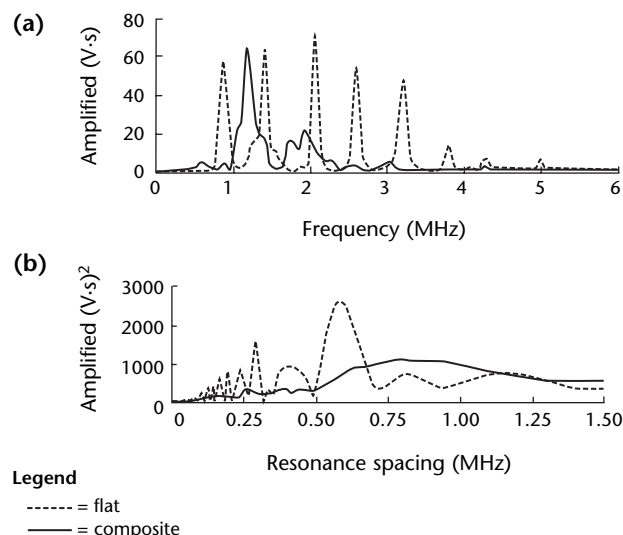 (a)
Amplified (V·s)
80
60
40
20
0
0 1 2 3 4 5 6
Frequency (MHz)
(b)
Amplified (V·s)²
3000
2000
1000
0
0 0.25 0.50 0.75 1.00 1.25 1.50
Resonance spacing (MHz)
Legend
= flat
= composite